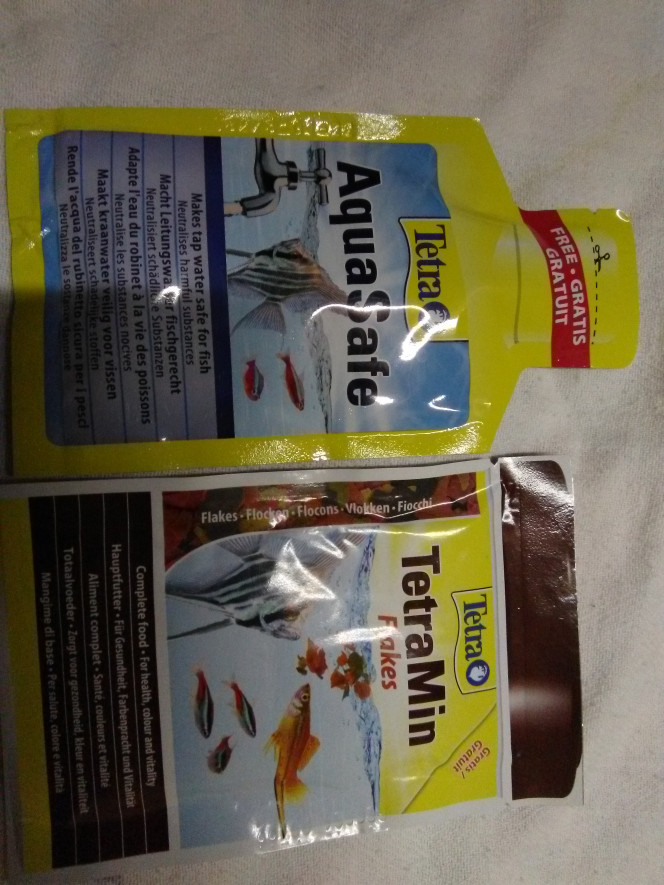 FREE • GRATIS
GRATUIT
Tetra
AquaSafe
Makes tap water safe for fish
Neutralises harmful substances
Macht Leitungswasser fischgerecht
Neutralisiert schädliche Substanzen
Adapte l'eau du robinet à la vie des poissons
Neutralise les substances nocives
Maakt kraanwater veilig voor vissen
Neutraliseert schadelijke stoffen
Rende l'acqua del rubinetto sicura per i pesci
Neutralizza le sostanze dannose
Gratis/
Gratuit
Tetra
TetraMin
Flakes
Flakes • Flocken • Flocons • Vlokken • Fiocchi
Complete food • For health, colour and vitality
Hauptfutter • Für Gesundheit, Farbenpracht und Vitalität
Aliment complet • Santé, couleurs et vitalité
Totaalvoeder • Zorgt voor gezondheid, kleur en vitaliteit
Mangime di base • Per salute, colore e vitalità